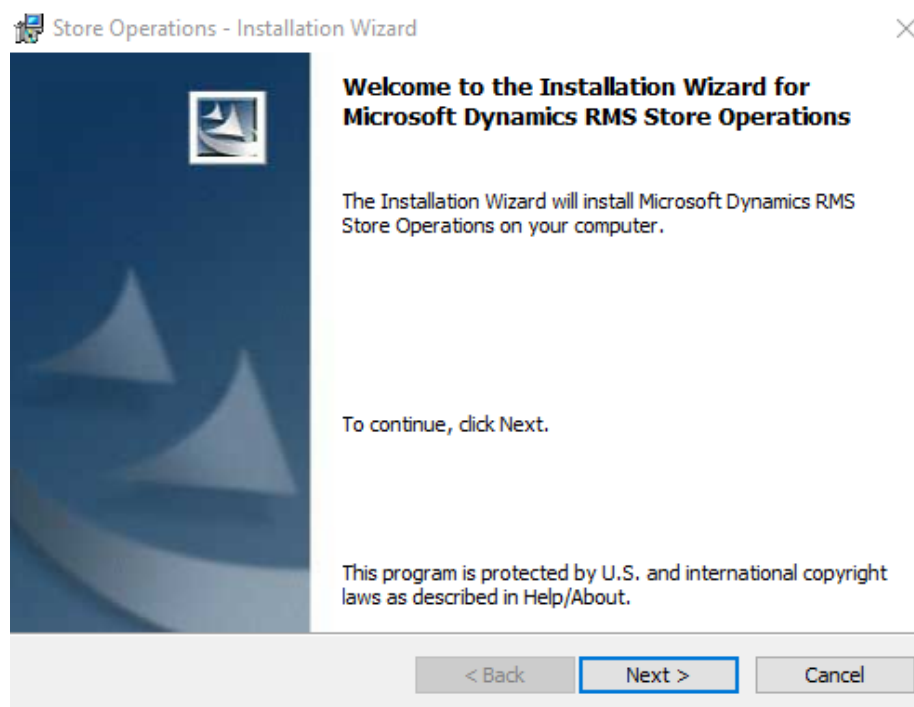 Store Operations - Installation Wizard
Welcome to the Installation Wizard for
Microsoft Dynamics RMS Store Operations
The Installation Wizard will install Microsoft Dynamics RMS
Store Operations on your computer.
To continue, click Next.
This program is protected by U.S. and international copyright
laws as described in Help/About.
< Back Next > Cancel